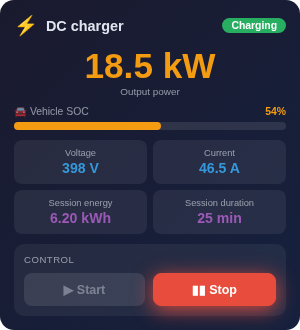 DC charger
Charging
18.5 kW
Output power
Vehicle SOC 54%
Voltage
398 V
Current
46.5 A
Session energy
6.20 kWh
Session duration
25 min
CONTROL
Start
Stop